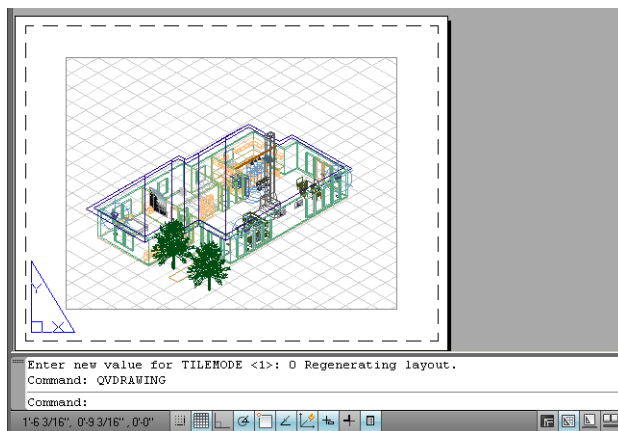 Y
X
Enter new value for TILEMODE <1>: 0 Regenerating layout.
Command: QVDRAWING
Command:
1'-6 3/16", 0'-9 3/16" , 0'-0"